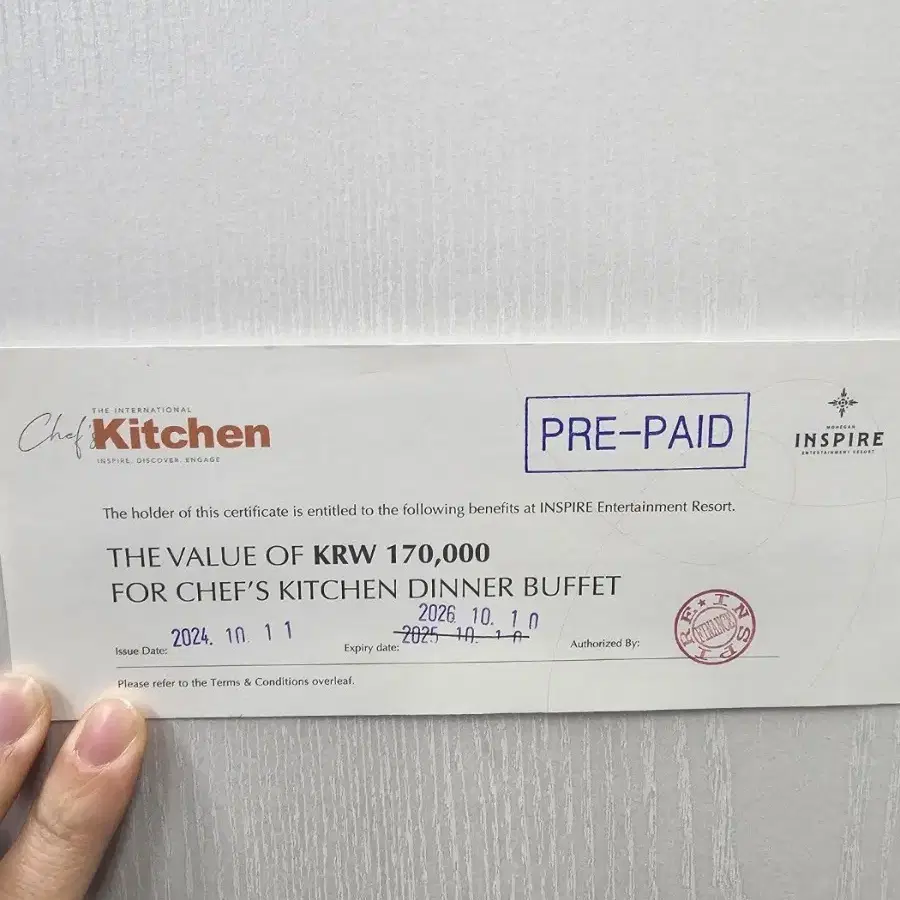 THE INTERNATIONAL
Chef's Kitchen
INSPIRE. DISCOVER. ENGAGE
PRE-PAID
MOHEGAN
INSPIRE
ENTERTAINMENT RESORT
The holder of this certificate is entitled to the following benefits at INSPIRE Entertainment Resort.
THE VALUE OF KRW 170,000
FOR CHEF'S KITCHEN DINNER BUFFET
2026. 10. 10
Issue Date: 2024. 10. 11
Expiry date: 2025. 10. 10
Authorized By:
INSPIRE
FINANCE
Please refer to the Terms & Conditions overleaf.